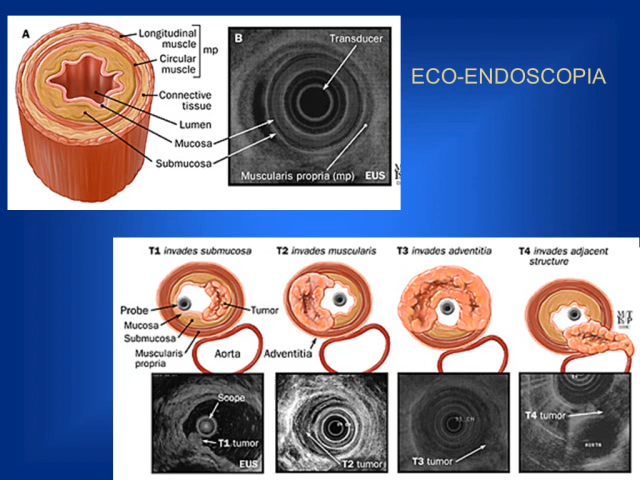 ECO-ENDOSCOPIA
A
Longitudinal
muscle
mp
Circular
muscle
Connective
tissue
Lumen
Mucosa
Submucosa
B
Transducer
Muscularis propria (mp)
EUS
T1 invades submucosa
T2 invades muscularis
T3 invades adventitia
T4 invades adjacent
structure
Probe
Tumor
Mucosa
Submucosa
Muscularis
propria
Aorta
Adventitia
Scope
T1 tumor
EUS
T2 tumor
T3 tumor
T4 tumor
AORTA